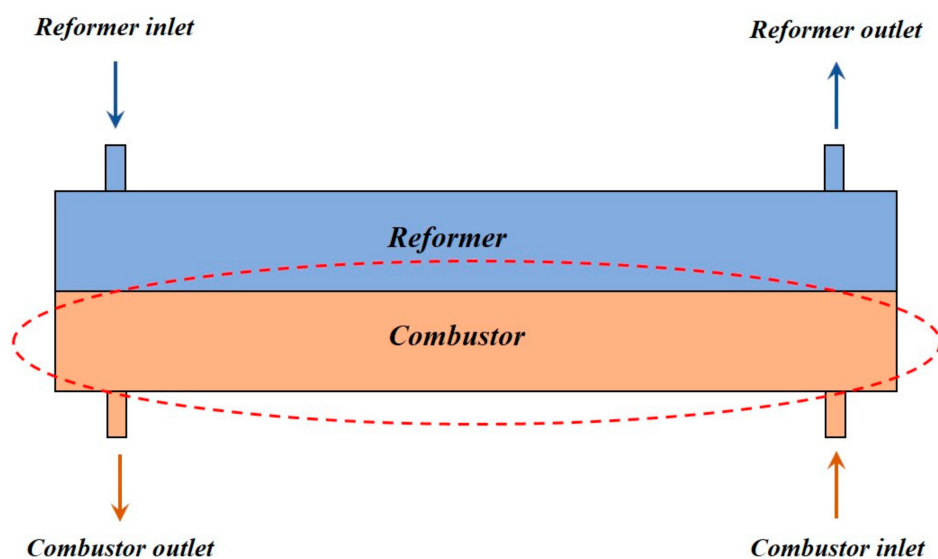 Reformer inlet
Reformer outlet
Reformer
Combustor
Combustor outlet
Combustor inlet